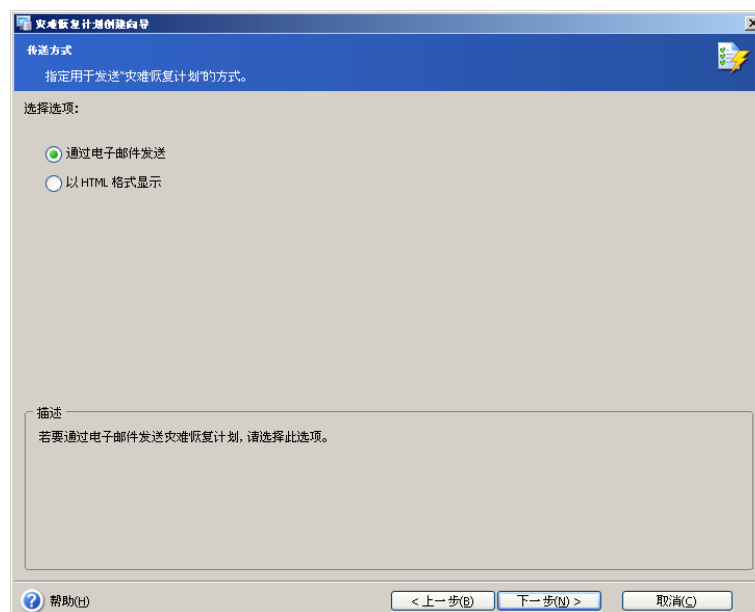 灾难恢复计划创建向导
传送方式
指定用于发送"灾难恢复计划"的方式。
选择选项:
通过电子邮件发送
以 HTML 格式显示
描述
若要通过电子邮件发送灾难恢复计划, 请选择此选项。
帮助(H)
< 上一步(B)
下一步(N) >
取消(C)